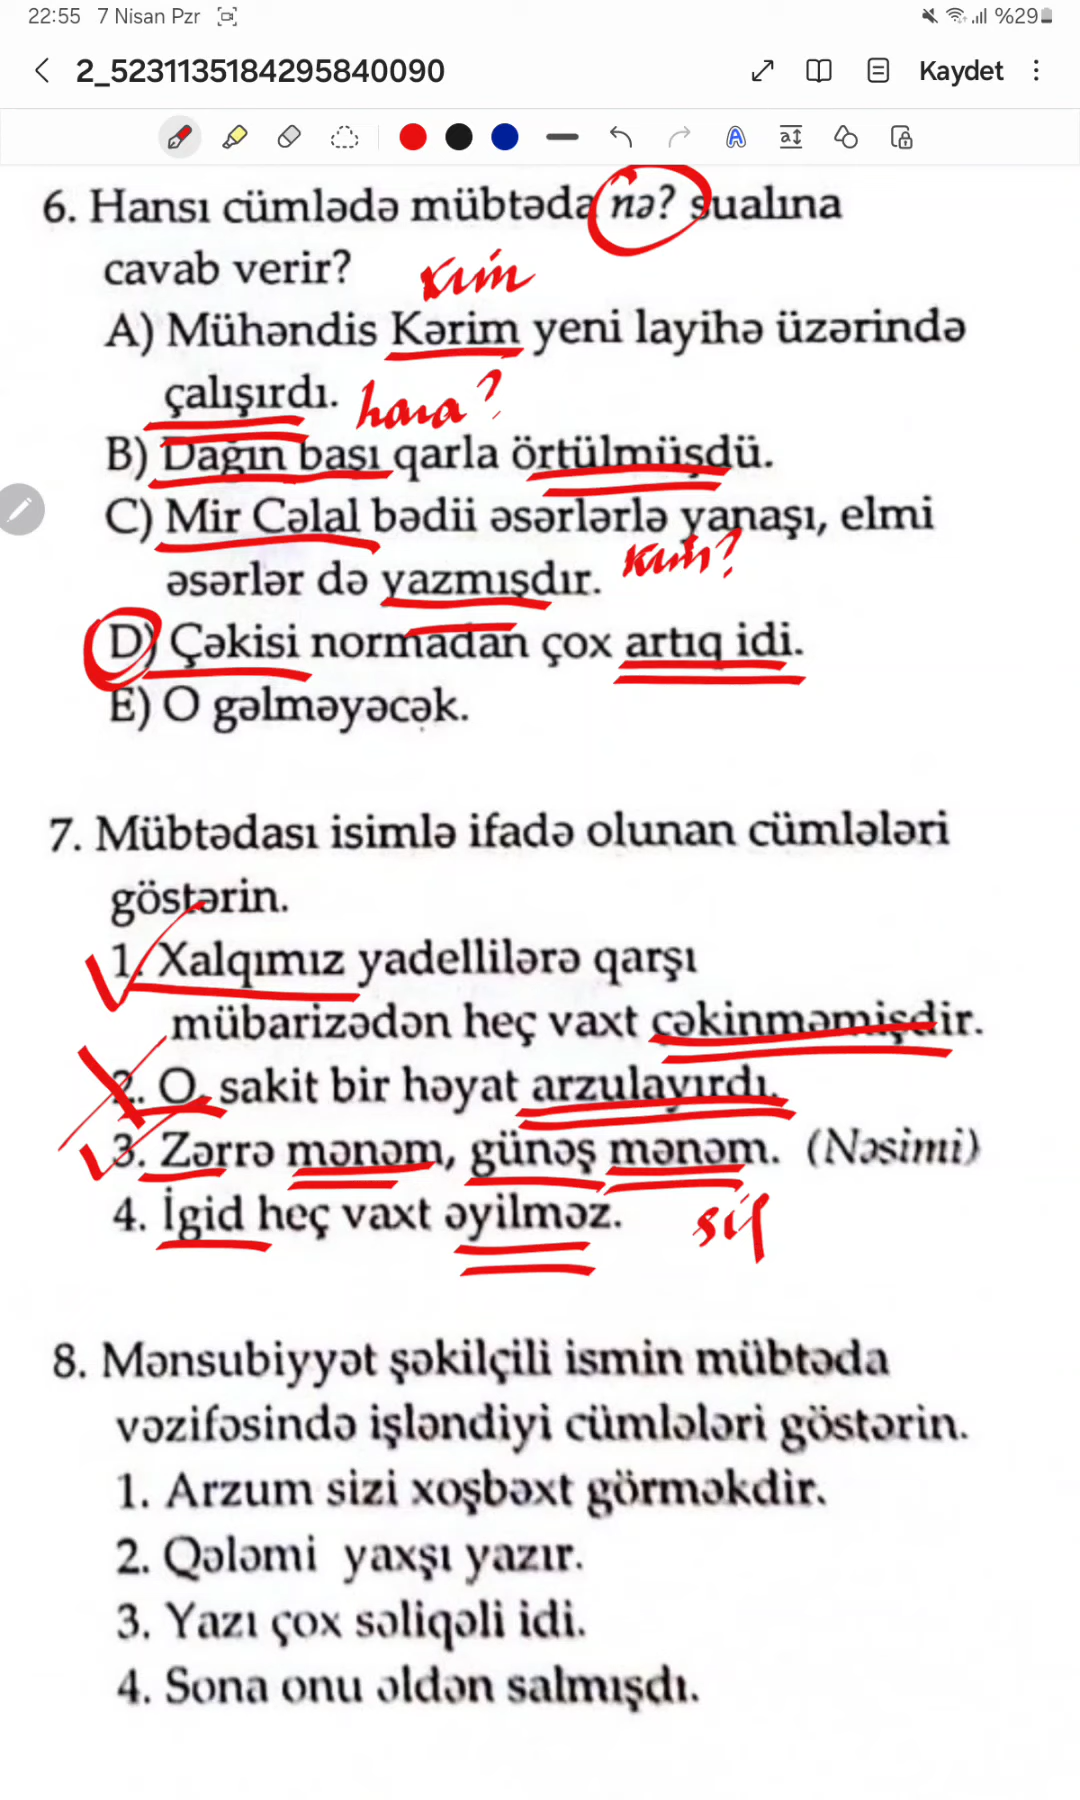 22:55 7 Nisan Pzr %29
2_5231135184295840090 Kaydet
6. Hansı cümlədə mübtəda nə? sualına
cavab verir?
kim
A) Mühəndis Kərim yeni layihə üzərində
çalışırdı.
hara?
B) Dağın başı qarla örtülmüşdü.
C) Mir Cəlal bədii əsərlərlə yanaşı, elmi
əsərlər də yazmışdır.
kim?
D) Çəkisi normadan çox artıq idi.
E) O gəlməyəcək.
7. Mübtədası isimlə ifadə olunan cümlələri
göstərin.
1. Xalqımız yadellilərə qarşı
mübarizədən heç vaxt çəkinməmişdir.
2. O, sakit bir həyat arzulayırdı.
3. Zərrə mənəm, günəş mənəm. (Nəsimi)
4. İgid heç vaxt əyilməz.
sif
8. Mənsubiyyət şəkilçili ismin mübtəda
vəzifəsində işləndiyi cümlələri göstərin.
1. Arzum sizi xoşbəxt görməkdir.
2. Qələmi yaxşı yazır.
3. Yazı çox səliqəli idi.
4. Sona onu əldən salmışdı.